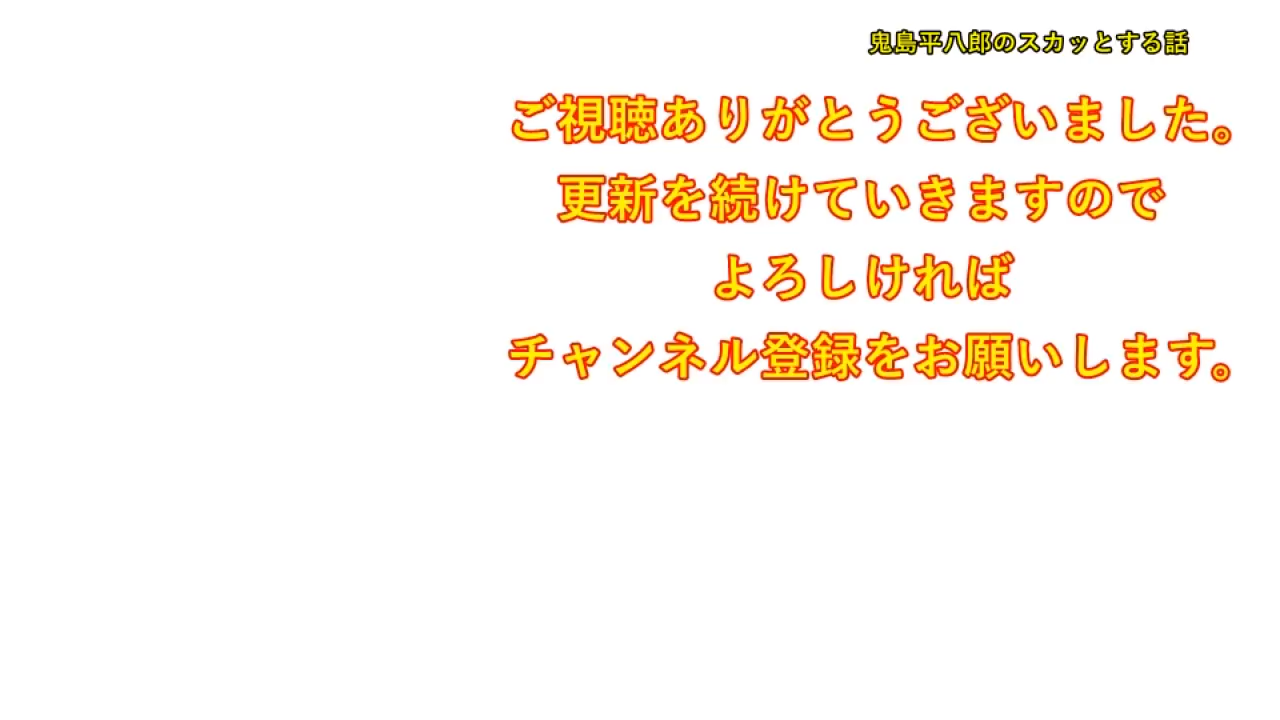 鬼島平八郎のスカッとする話
ご視聴ありがとうございました。
更新を続けていきますので
よろしければ
チャンネル登録をお願いします。